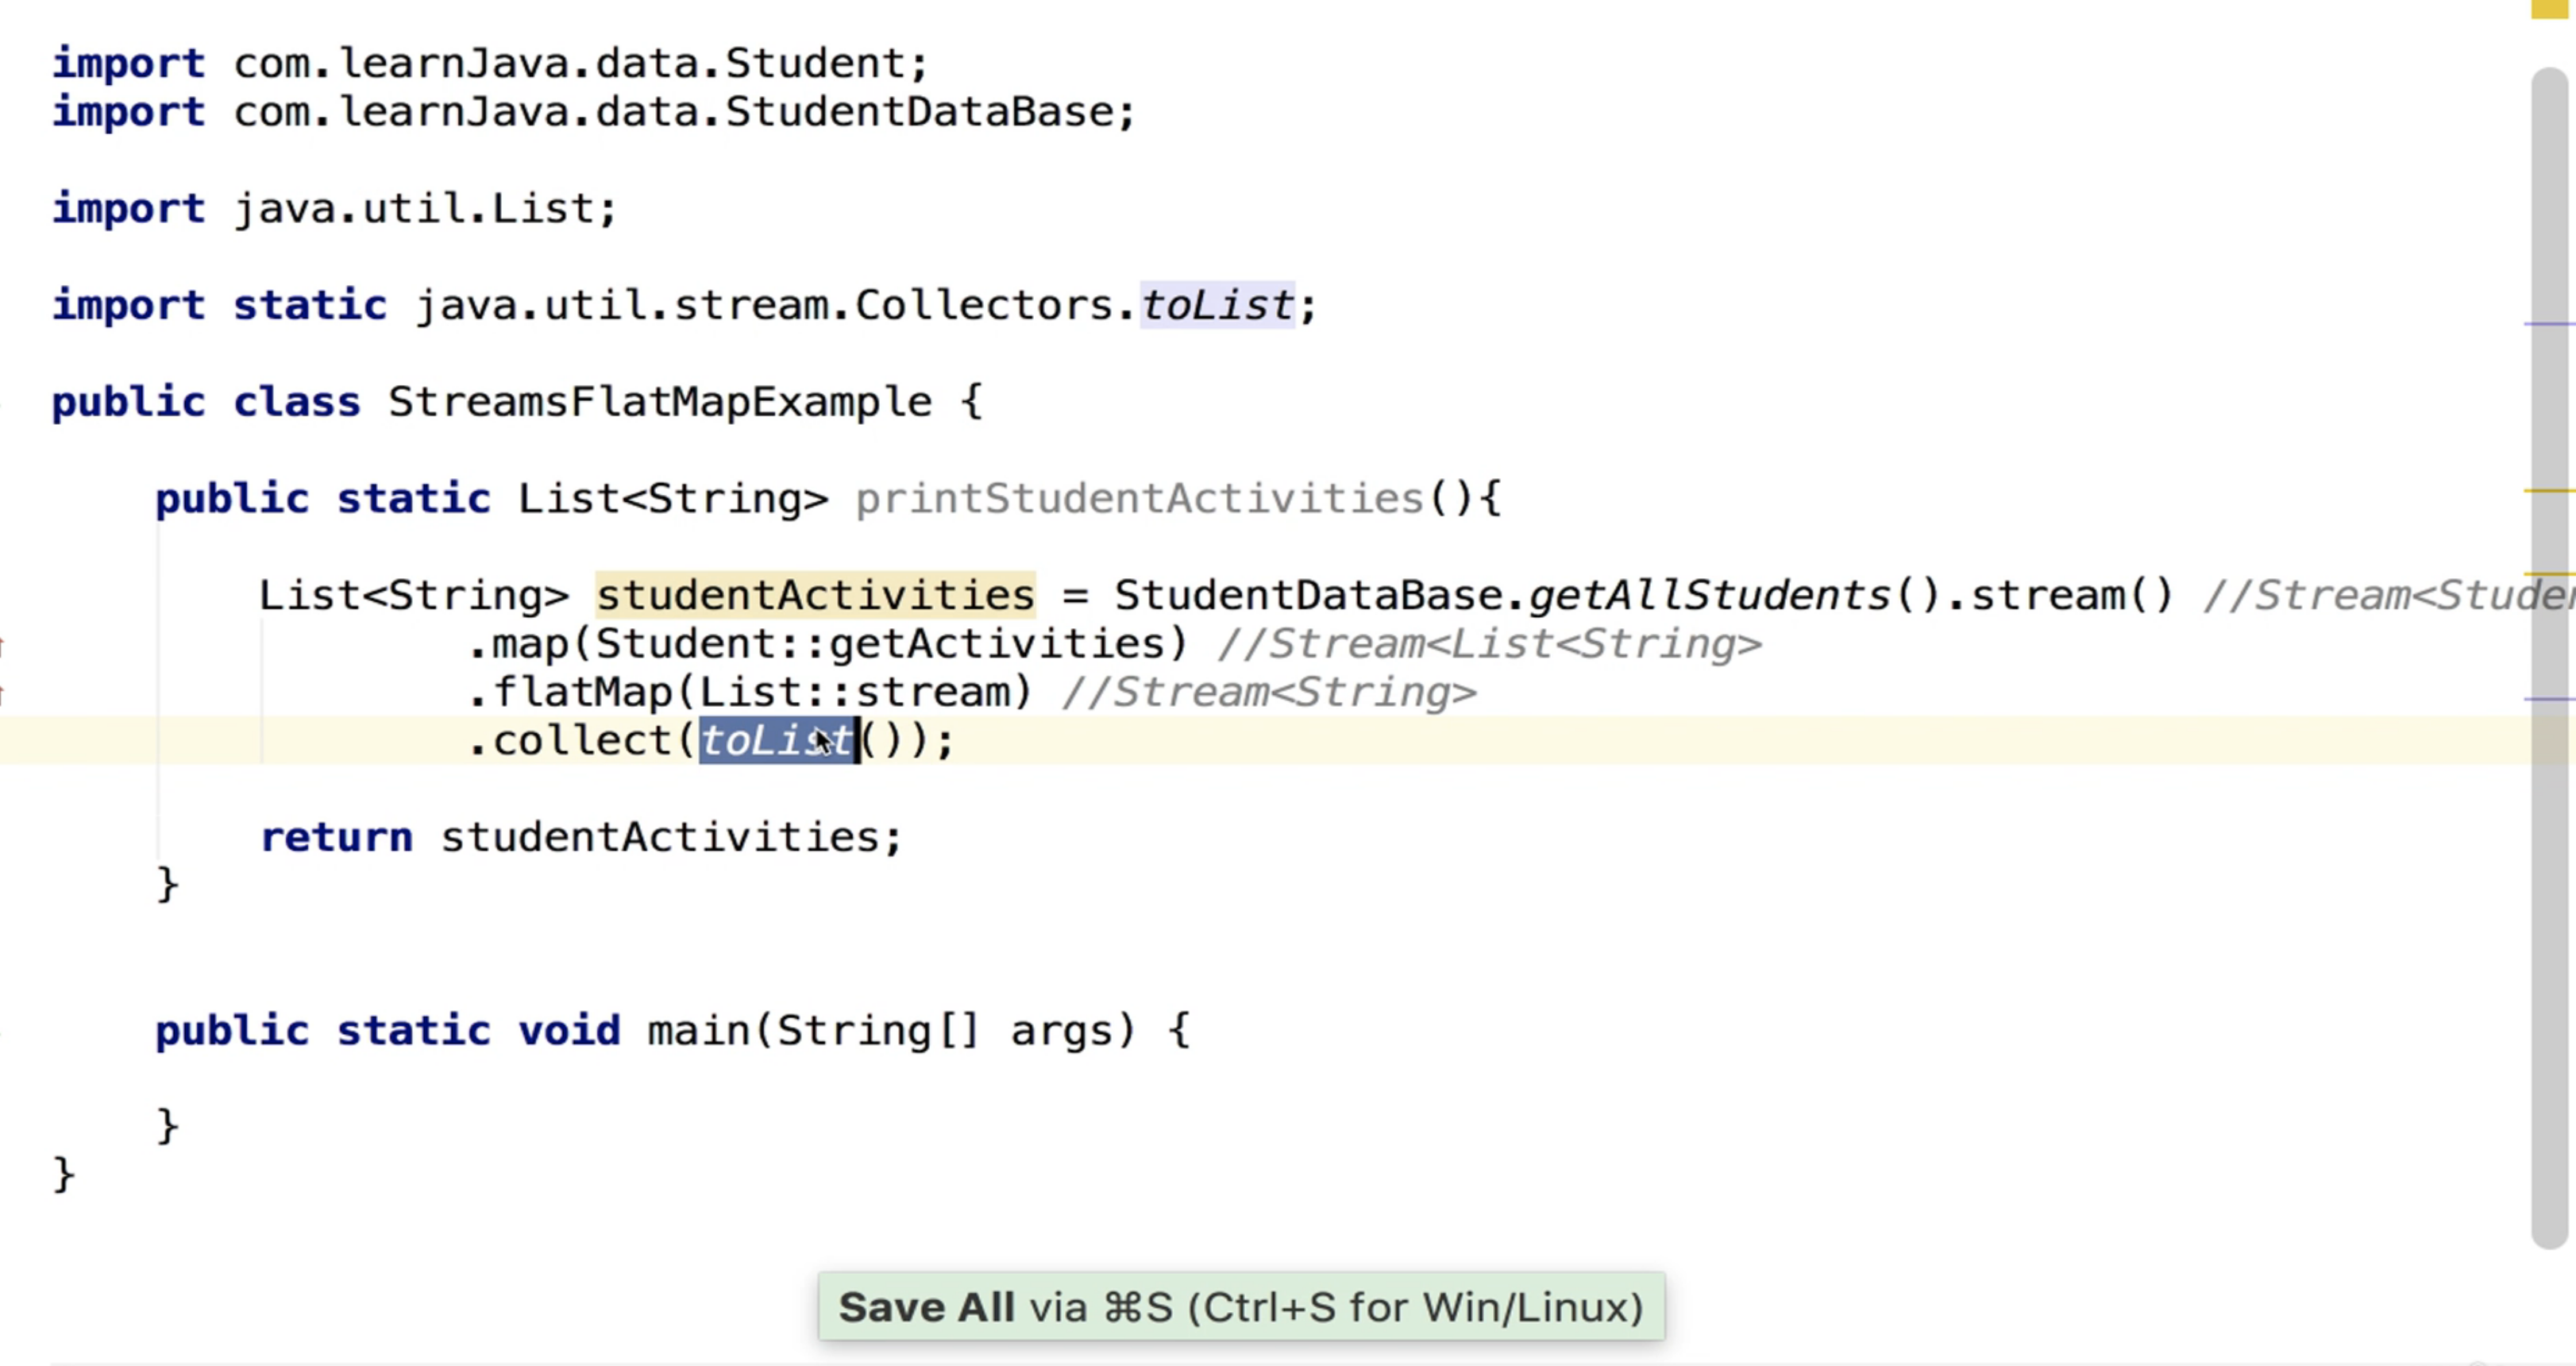 import com.learnJava.data.Student;
import com.learnJava.data.StudentDataBase;
import java.util.List;
import static java.util.stream.Collectors.toList;
public class StreamsFlatMapExample {
public static List<String> printStudentActivities(){
List<String> studentActivities = StudentDataBase.getAllStudents().stream() //Stream<Studen
.map(Student::getActivities) //Stream<List<String>
.flatMap(List::stream) //Stream<String>
.collect(toList());
return studentActivities;
}
public static void main(String[] args) {
}
}
Save All via ⌘S (Ctrl+S for Win/Linux)